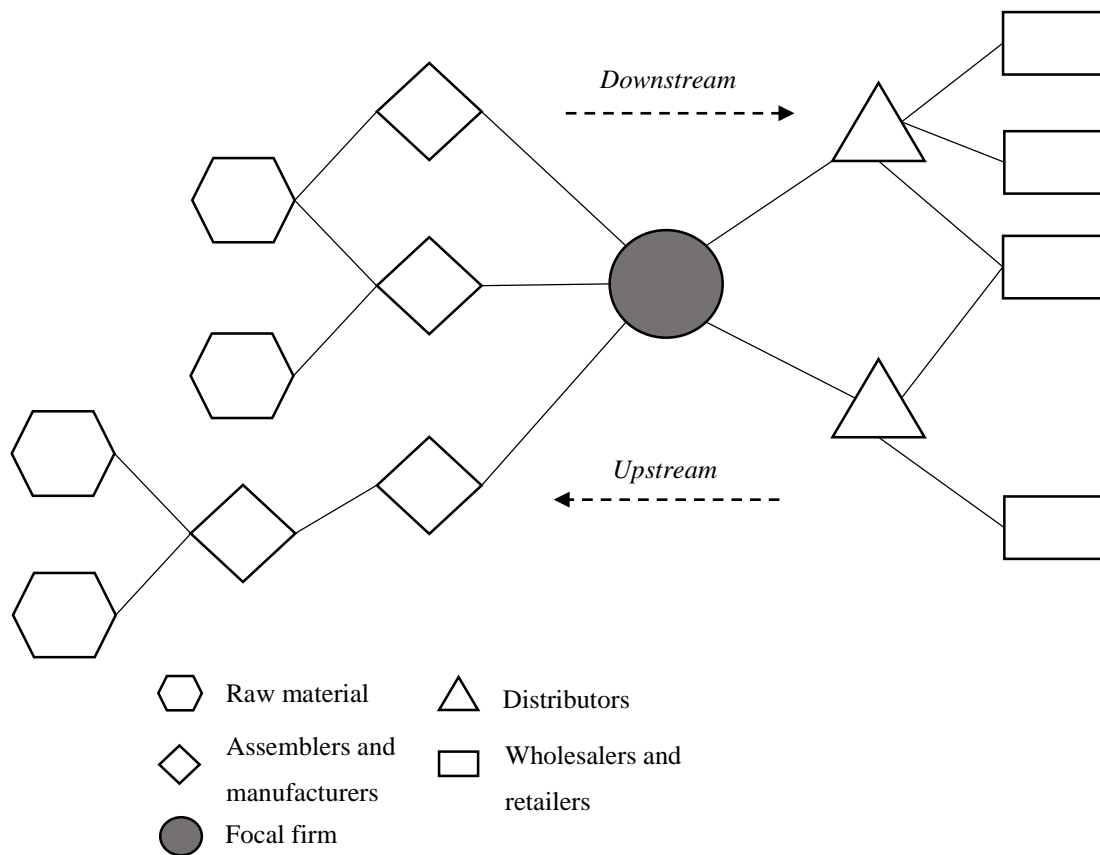 Downstream
Upstream
Raw material
Distributors
Assemblers and
manufacturers
Wholesalers and
retailers
Focal firm